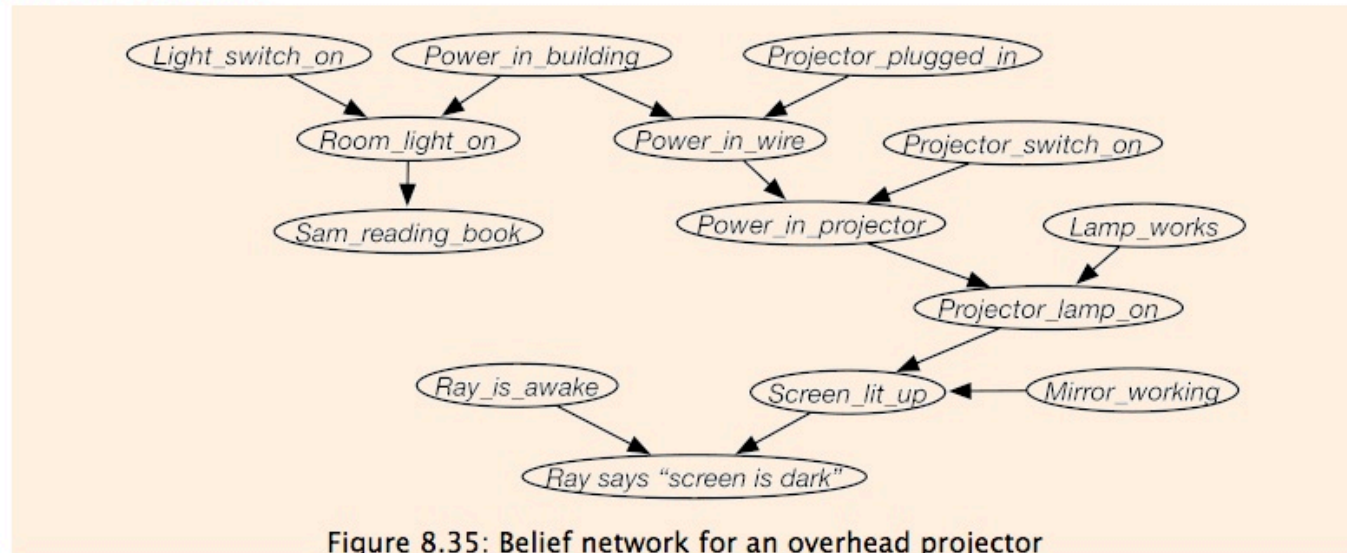 Light_switch_on
Power_in_building
Projector_plugged_in
Room_light_on
Power_in_wire
Projector_switch_on
Sam_reading_book
Power_in_projector
Lamp_works
Projector_lamp_on
Ray_is_awake
Screen_lit_up
Mirror_working
Ray says “screen is dark”
Figure 8.35: Belief network for an overhead projector